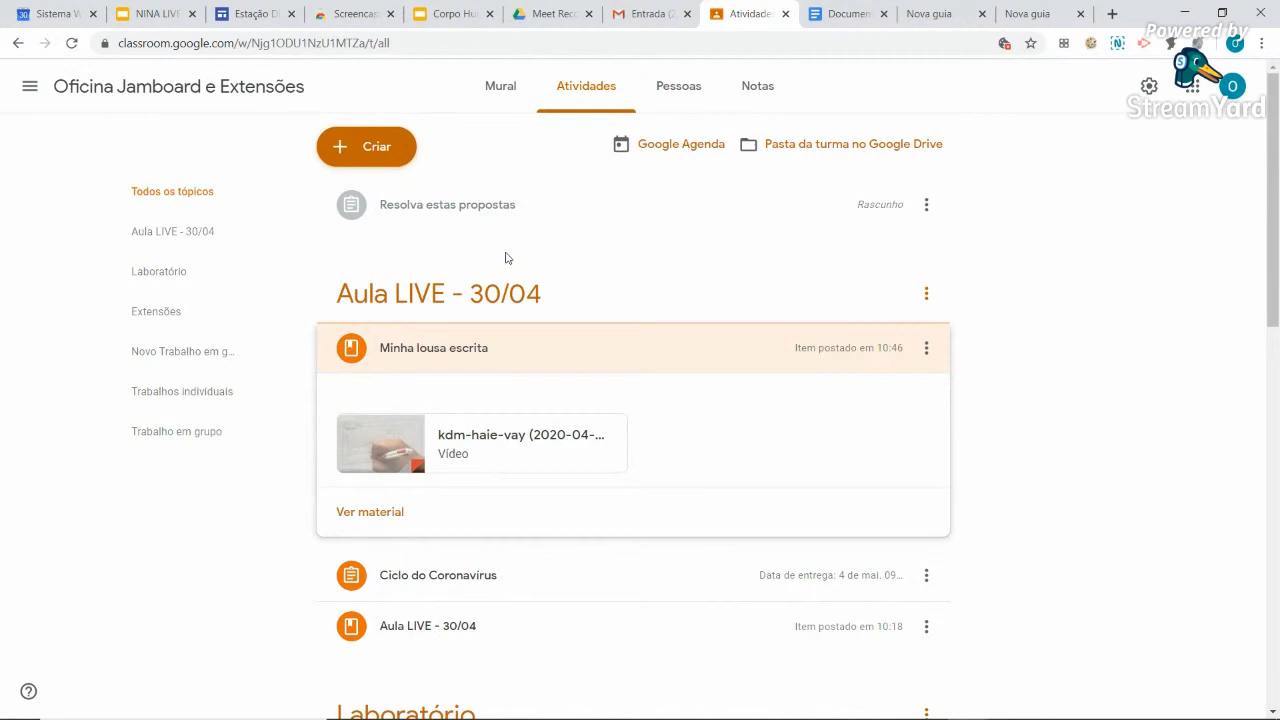 Sistema W
NINA LIVE
Estação D
Screencas
Corpo Hu
Meet Rec
Entrada (2
Atividade
Document
Nova guia
Nova guia
classroom.google.com/w/Njg1ODU1NzU1MTZa/t/all
Powered by
StreamYard
Oficina Jamboard e Extensões
Mural
Atividades
Pessoas
Notas
O
Criar
Google Agenda
Pasta da turma no Google Drive
Todos os tópicos
Resolva estas propostas
Rascunho
Aula LIVE - 30/04
Laboratório
Extensões
Novo Trabalho em g...
Trabalhos individuais
Trabalho em grupo
Aula LIVE - 30/04
Minha lousa escrita
Item postado em 10:46
kdm-haie-vay (2020-04-...
Vídeo
Ver material
Ciclo do Coronavírus
Data de entrega: 4 de mai. 09...
Aula LIVE - 30/04
Item postado em 10:18
Laboratório